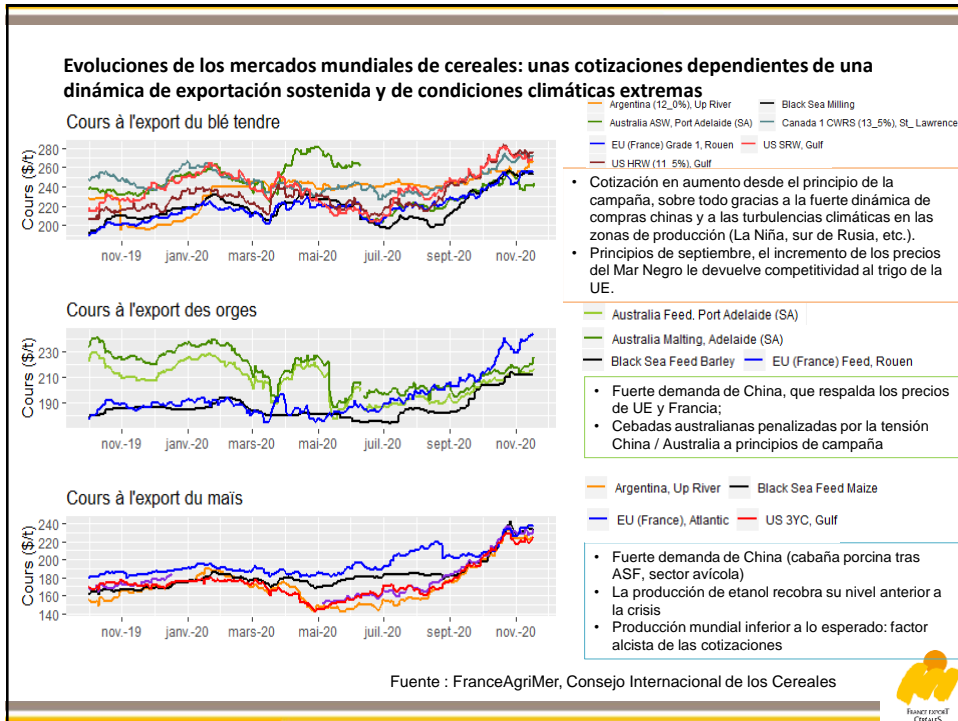 Evoluciones de los mercados mundiales de cereales: unas cotizaciones dependientes de una
dinámica de exportación sostenida y de condiciones climáticas extremas
Cours à l'export du blé tendre
Argentina (12_0%), Up River
Black Sea Milling
Australia ASW, Port Adelaide (SA)
Canada 1 CWRS (13_5%), St_ Lawrence
EU (France) Grade 1, Rouen
US SRW, Gulf
US HRW (11_5%), Gulf
Cours ($/t)
280
260
240
220
200
nov.-19
janv.-20
mars-20
mai-20
juil.-20
sept.-20
nov.-20
Cotización en aumento desde el principio de la
campaña, sobre todo gracias a la fuerte dinámica de
compras chinas y a las turbulencias climáticas en las
zonas de producción (La Niña, sur de Rusia, etc.).
• Principios de septiembre, el incremento de los precios
del Mar Negro le devuelve competitividad al trigo de la
UE.
Cours à l'export des orges
Australia Feed, Port Adelaide (SA)
Australia Malting, Adelaide (SA)
Black Sea Feed Barley
EU (France) Feed, Rouen
Cours ($/t)
230
210
190
nov.-19
janv.-20
mars-20
mai-20
juil.-20
sept.-20
nov.-20
• Fuerte demanda de China, que respada los precios
de UE y Francia;
• Cebadas australianas penalizadas por la tensión
China / Australia a principios de campaña
Cours à l'export du maïs
Argentina, Up River
Black Sea Feed Maize
EU (France), Atlantic
US 3YC, Gulf
Cours ($/t)
240
220
200
180
160
140
nov.-19
janv.-20
mars-20
mai-20
juil.-20
sept.-20
nov.-20
• Fuerte demanda de China (cabaña porcina tras
ASF, sector avícola)
• La producción de etanol recobra su nivel anterior a
la crisis
• Producción mundial inferior a lo esperado: factor
alcista de las cotizaciones
Fuente : FranceAgriMer, Consejo Internacional de los Cereales
FRANCE EXPORT
CEREALES